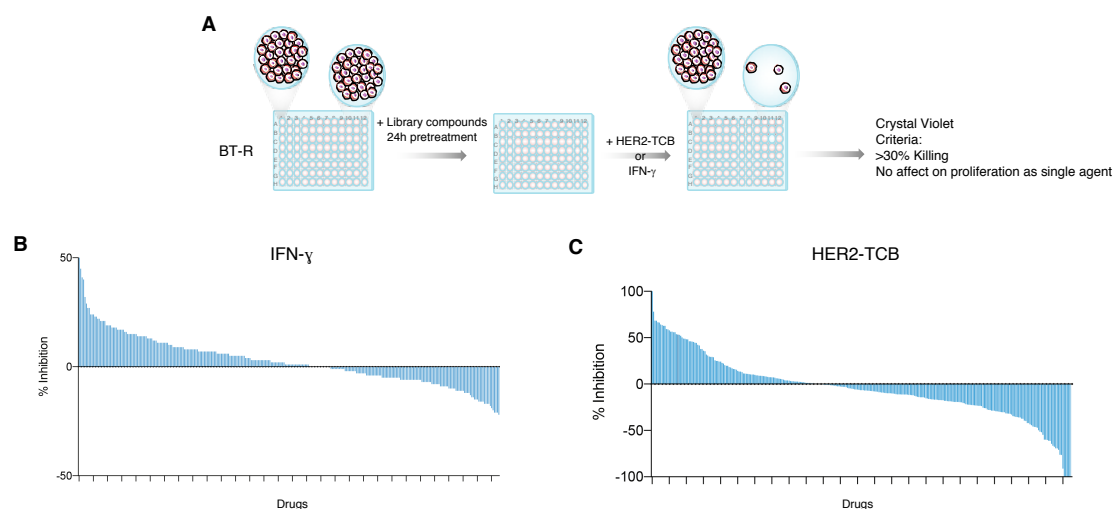 A
BT-R
+ Library compounds
24h pretreatment
+ HER2-TCB
or
IFN-γ
Crystal Violet
Criteria:
>30% Killing
No affect on proliferation as single agent
B
IFN-ɣ
% Inhibition
50
0
-50
Drugs
C
HER2-TCB
% Inhibition
100
50
0
-50
-100
Drugs